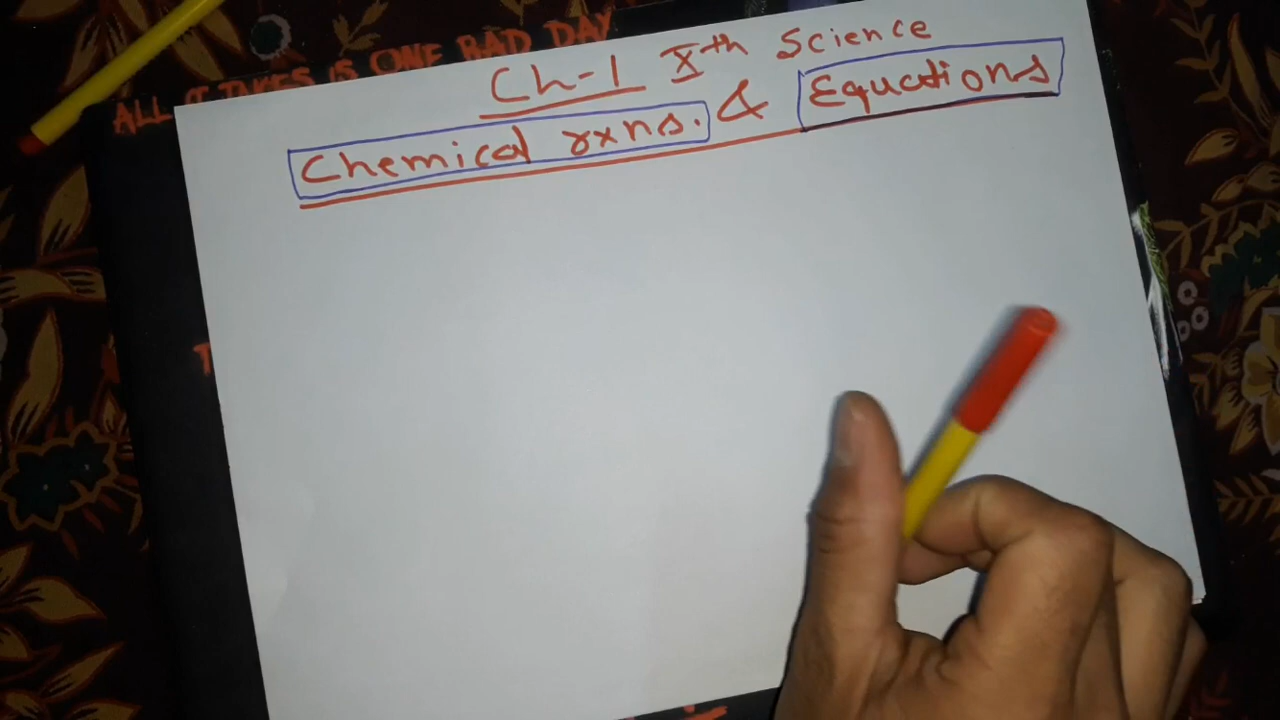 ALL IT TAKES IS ONE BAD DAY
Ch-1 Xth Science
Chemical rxns. & Equations